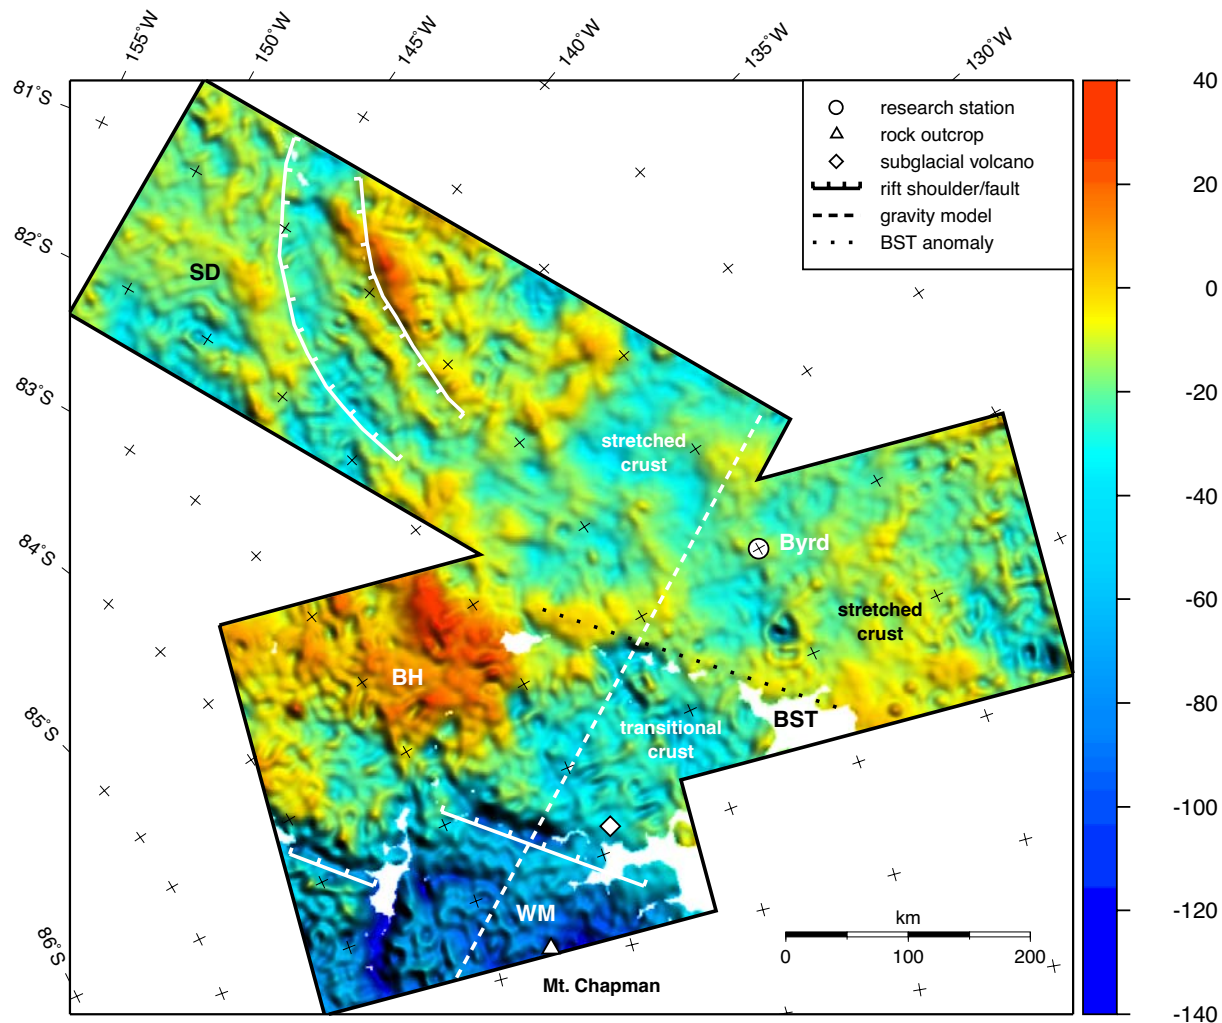 155°W
150°W
145°W
140°W
135°W
130°W
81°S
82°S
83°S
84°S
85°S
86°S
research station
rock outcrop
subglacial volcano
rift shoulder/fault
gravity model
BST anomaly
40
20
0
-20
-40
-60
-80
-100
-120
-140
SD
stretched
crust
Byrd
stretched
crust
BH
BST
transitional
crust
WM
Mt. Chapman
km
0
100
200